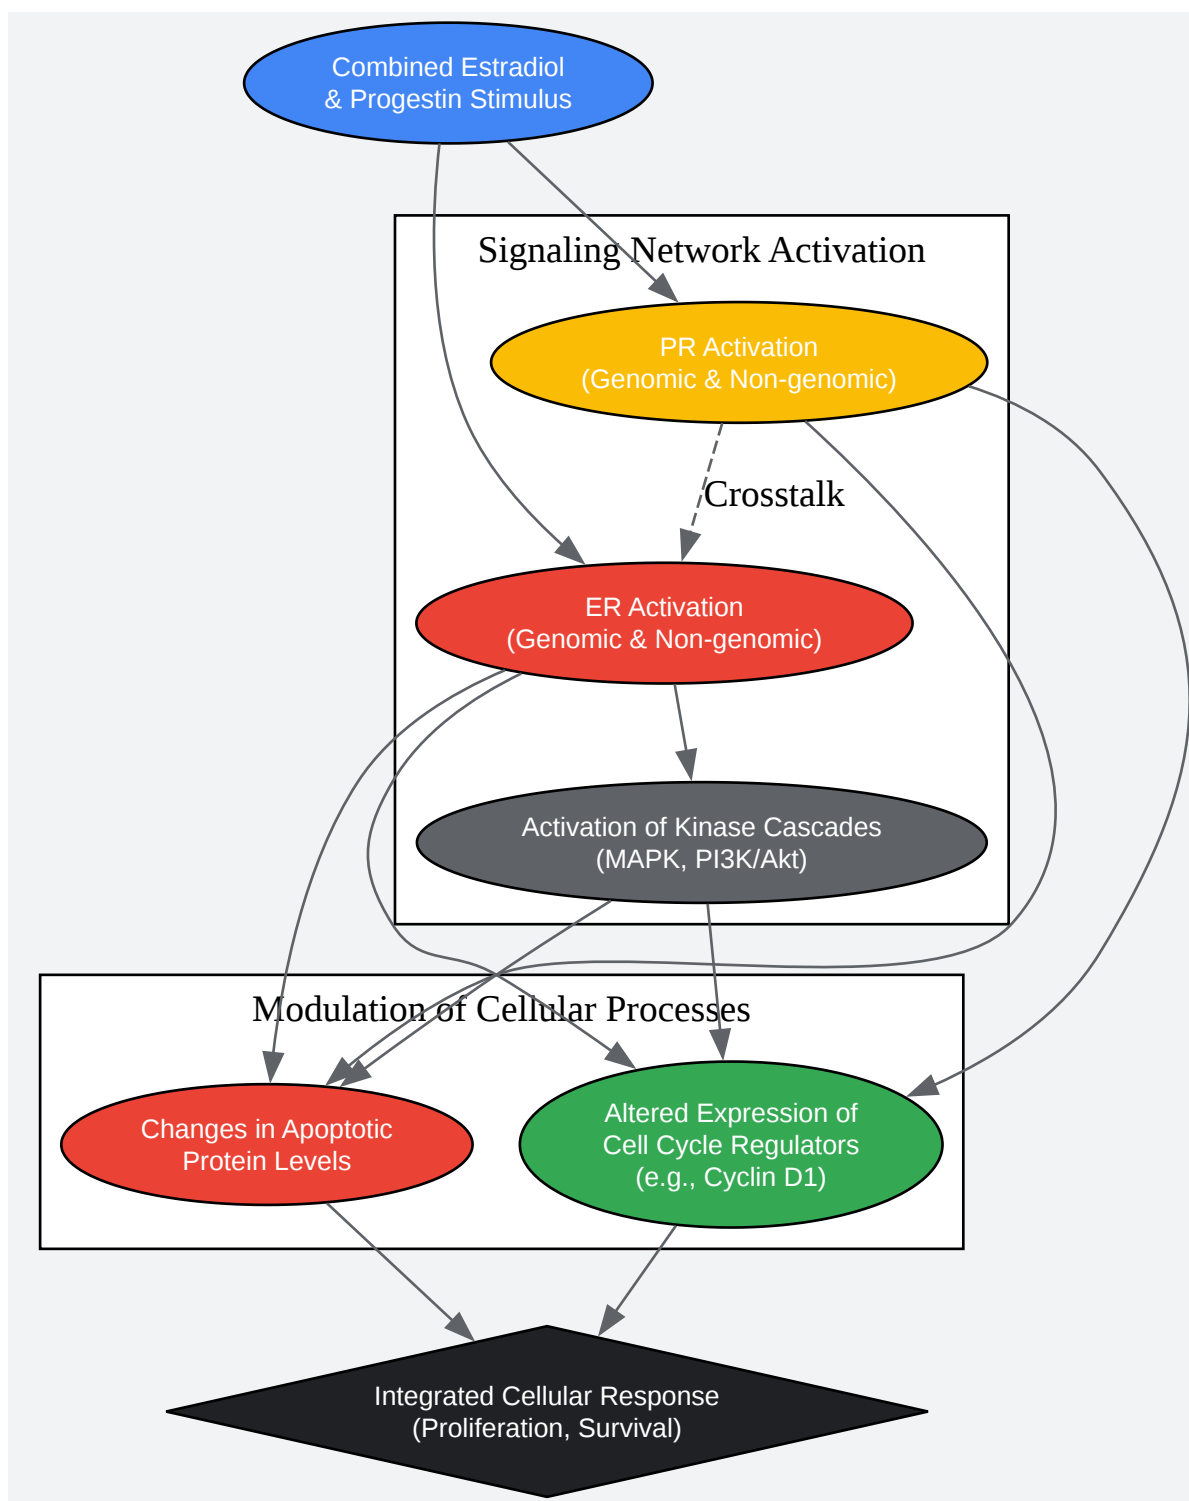 Combined Estradiol
& Progestin Stimulus
Signaling Network Activation
PR Activation
(Genomic & Non-genomic)
Crosstalk
ER Activation
(Genomic & Non-genomic)
Activation of Kinase Cascades
(MAPK, PI3K/Akt)
Modulation of Cellular Processes
Changes in Apoptotic
Protein Levels
Altered Expression of
Cell Cycle Regulators
(e.g., Cyclin D1)
Integrated Cellular Response
(Proliferation, Survival)